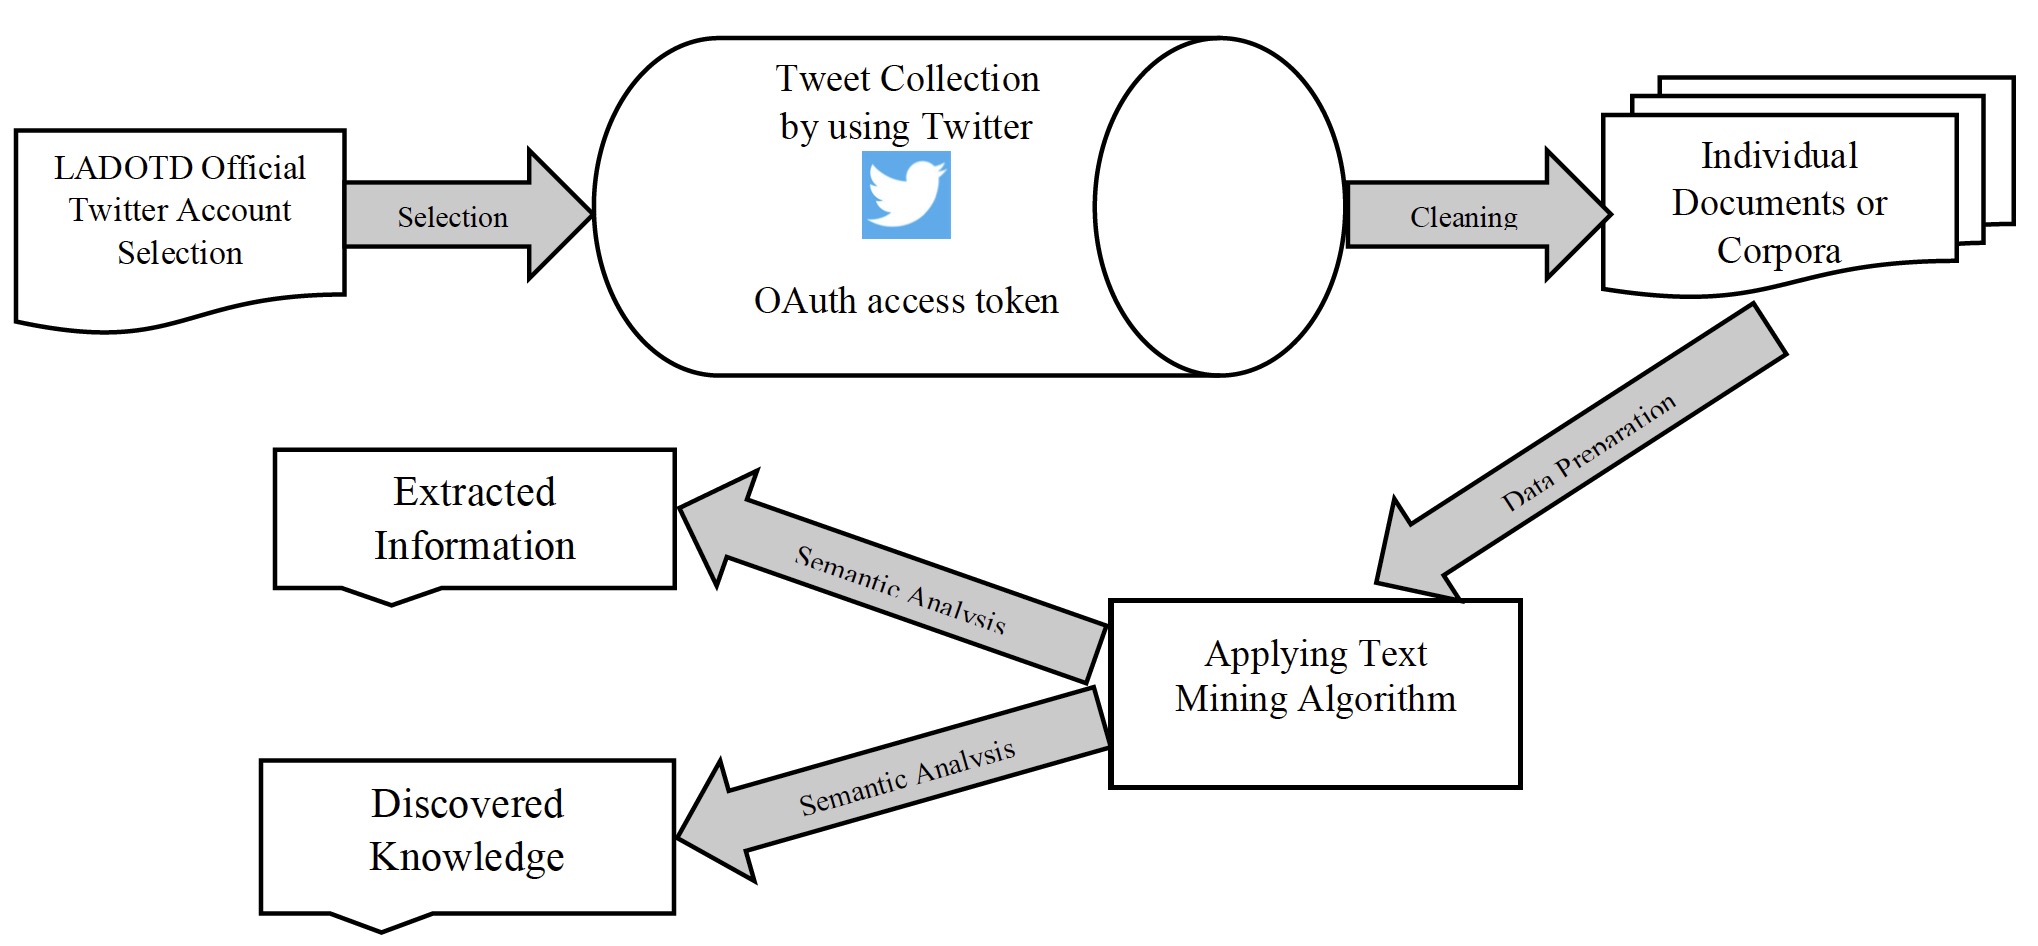 LADOTD Official
Twitter Account
Selection
Selection
Tweet Collection
by using Twitter
OAuth access token
Cleaning
Individual
Documents or
Corpora
Data Preparation
Applying Text
Mining Algorithm
Semantic Analysis
Extracted
Information
Semantic Analysis
Discovered
Knowledge